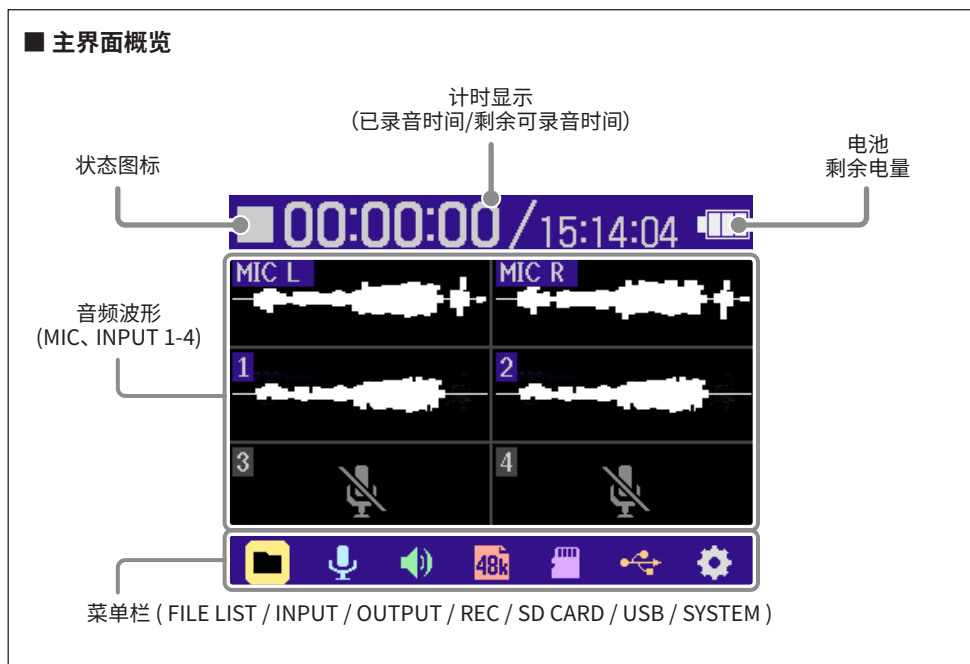 ■ 主界面概览
计时显示
（已录音时间/剩余可录音时间）
状态图标
电池
剩余电量
00:00:00/15:14:04
MIC L
MIC R
音频波形
(MIC、INPUT 1-4)
1
2
3
4
48k
菜单栏 ( FILE LIST / INPUT / OUTPUT / REC / SD CARD / USB / SYSTEM )